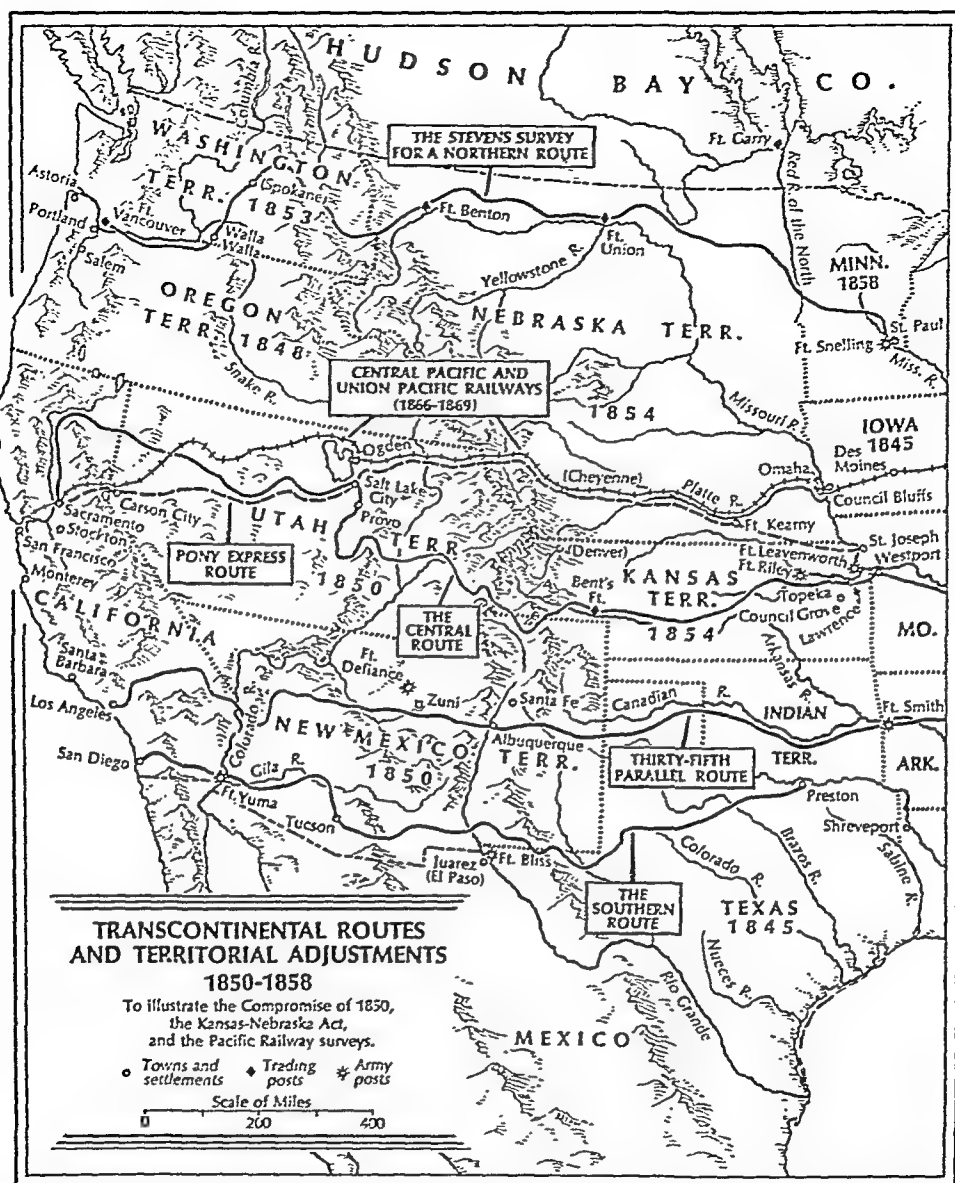 HUDSON BAY CO.
Columbia R.
THE STEVENS SURVEY
FOR A NORTHERN ROUTE
Ft. Garry
WASHINGTON
TERR.
1853
(Spokane)
Astoria
Portland
Ft.
Vancouver
Walla
Walla
Salem
Ft. Benton
Ft.
Union
Red R. of the North
Yellowstone R.
MINN.
1858
OREGON
TERR.
1848
NEBRASKA TERR.
1854
St. Paul
Ft. Snelling
Miss. R.
Snake R.
CENTRAL PACIFIC AND
UNION PACIFIC RAILWAYS
(1866-1869)
Missouri R.
IOWA
1845
Des
Moines
Ogden
Omaha
(Cheyenne)
Platte R.
Council Bluffs
Salt Lake
City
Carson City
Sacramento
Stockton
San Francisco
Monterey
UTAH
TERR.
1850
Provo
Ft. Kearny
St. Joseph
Westport
Ft. Leavenworth
Ft. Riley
PONY EXPRESS
ROUTE
(Denver)
Bent's
Ft.
KANSAS
TERR.
1854
Topeka
Council Grove
Lawrence
CALIFORNIA
THE
CENTRAL
ROUTE
MO.
Santa
Barbara
Ft.
Defiance
Arkansas R.
Los Angeles
Colorado R.
Zuni
Santa Fe
Canadian R.
INDIAN
TERR.
Ft. Smith
NEW MEXICO
TERR.
1850
Albuquerque
San Diego
Gila R.
THIRTY-FIFTH
PARALLEL ROUTE
ARK.
Ft. Yuma
Tucson
Preston
Shreveport
Juarez
(El Paso)
Ft. Bliss
Colorado R.
Brazos R.
Sabine R.
THE
SOUTHERN
ROUTE
TEXAS
1845
Nueces R.
Rio Grande
MEXICO
TRANSCONTINENTAL ROUTES
AND TERRITORIAL ADJUSTMENTS
1850-1858
To illustrate the Compromise of 1850,
the Kansas-Nebraska Act,
and the Pacific Railway surveys.
Towns and
settlements
Trading
posts
Army
posts
Scale of Miles
0 200 400